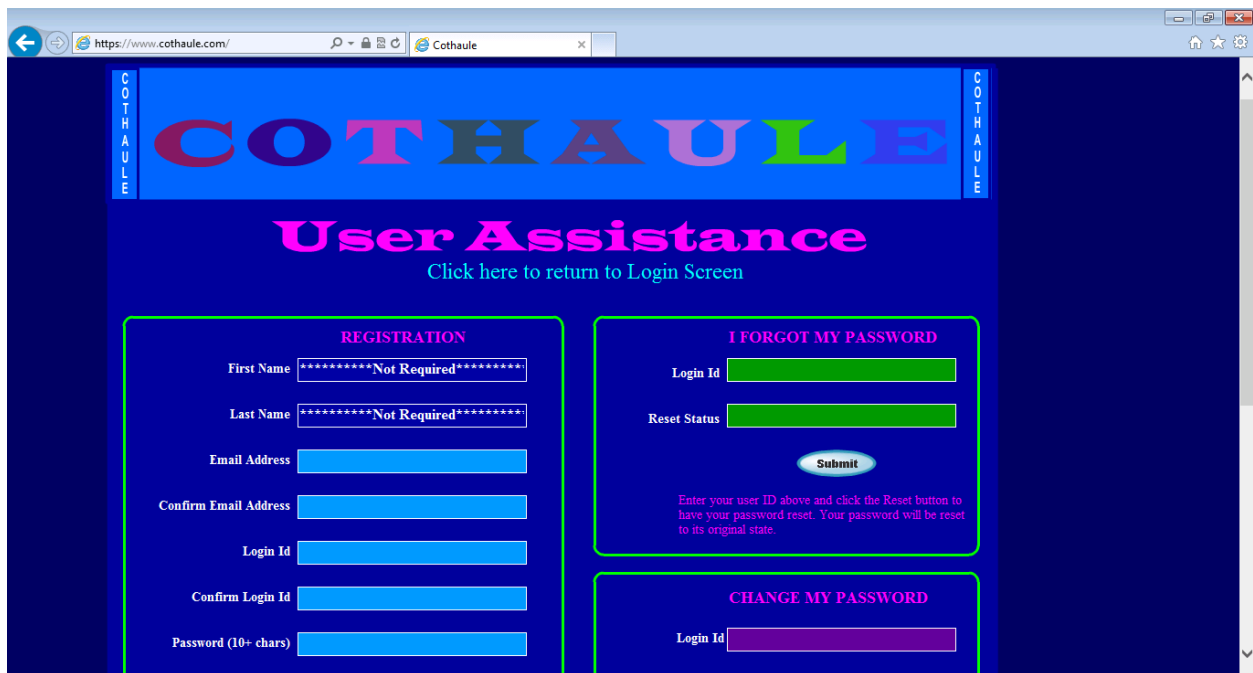 https://www.cothaule.com/
Cothaule
COTHAULE
COTHAULE
COTHAULE
User Assistance
Click here to return to Login Screen
REGISTRATION
First Name **********Not Required*********
Last Name **********Not Required*********
Email Address
Confirm Email Address
Login Id
Confirm Login Id
Password (10+ chars)
I FORGOT MY PASSWORD
Login Id
Reset Status
Submit
Enter your user ID above and click the Reset button to
have your password reset. Your password will be reset
to its original state.
CHANGE MY PASSWORD
Login Id